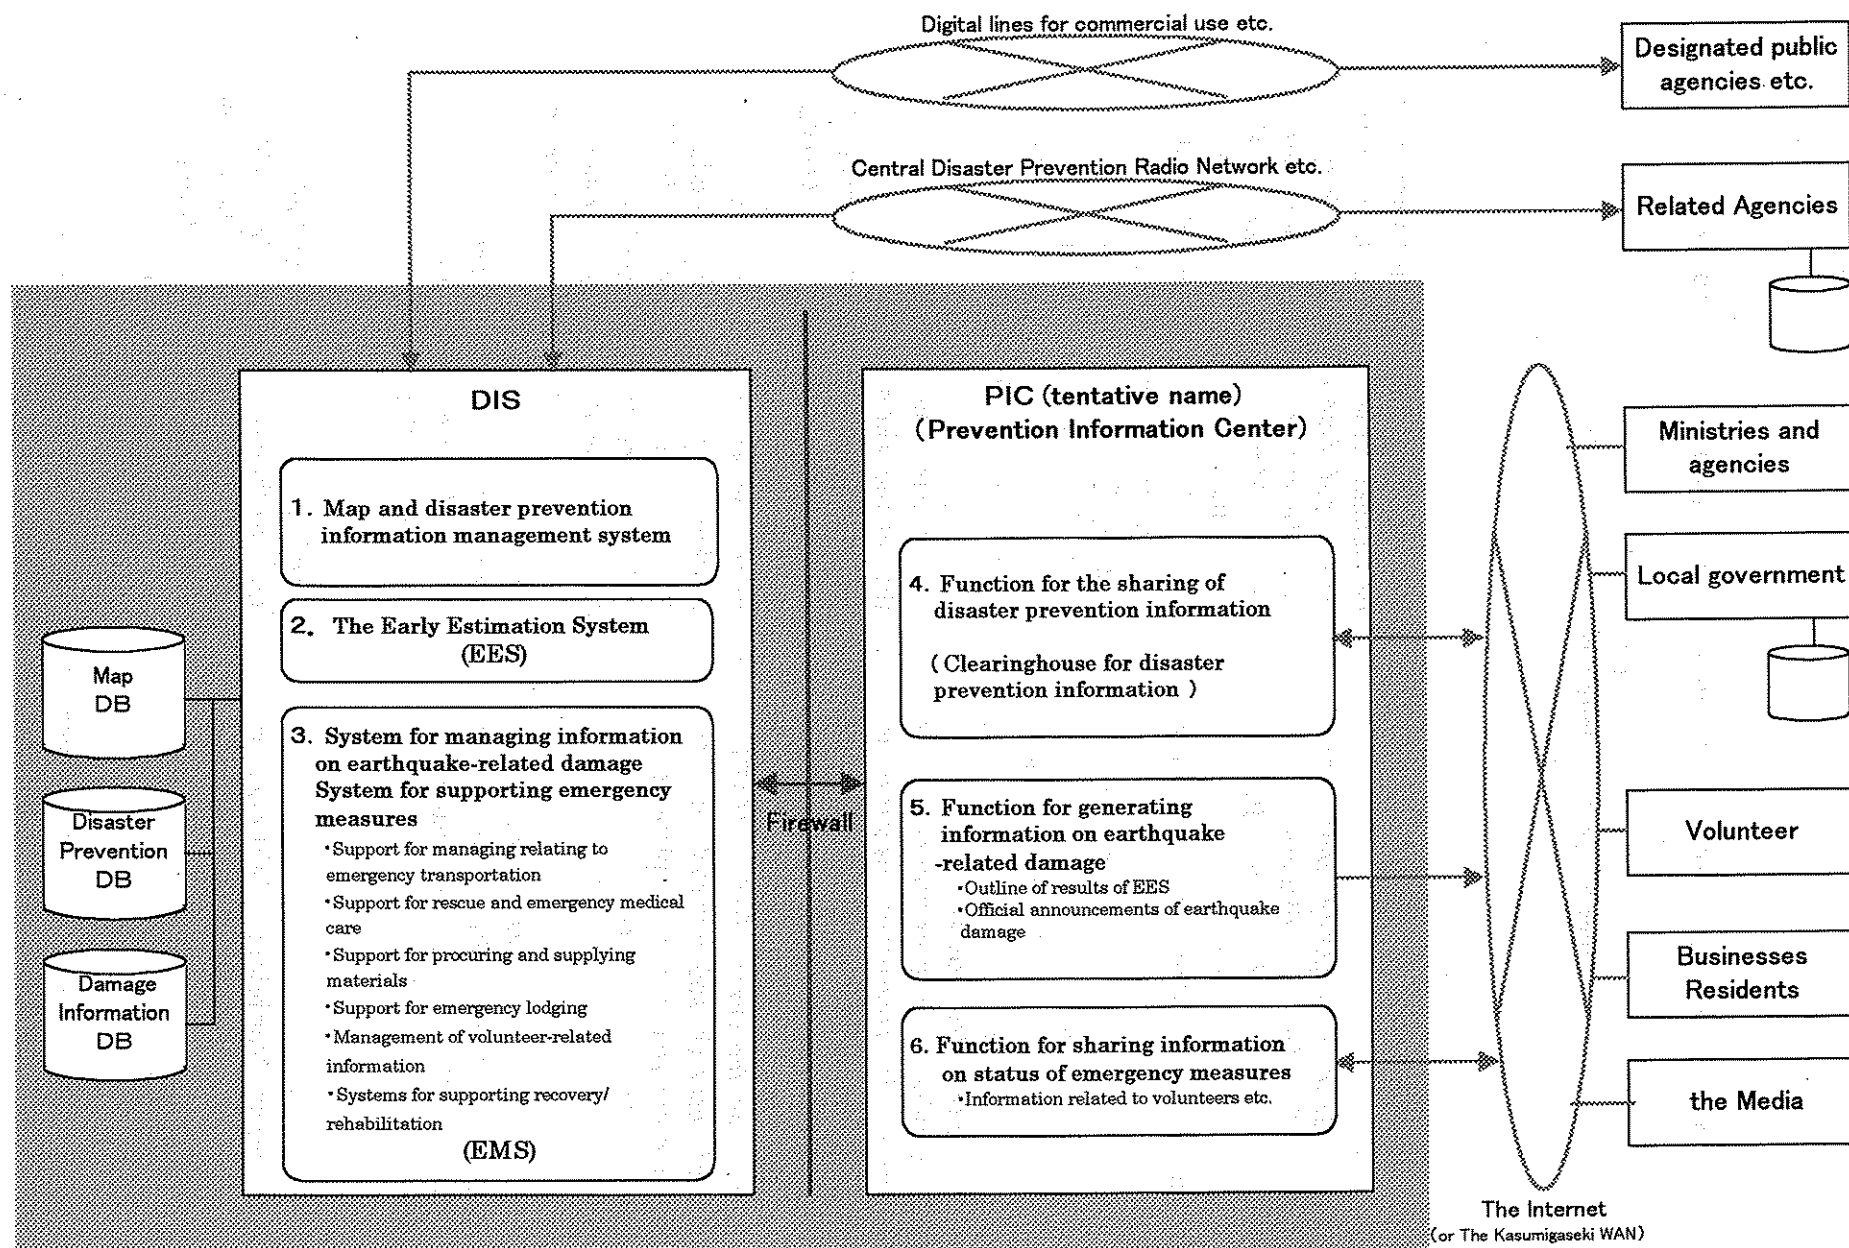 Digital lines for commercial use etc.
Designated public
agencies etc.
Central Disaster Prevention Radio Network etc.
Related Agencies
DIS
1. Map and disaster prevention
information management system
2. The Early Estimation System
(EES)
3. System for managing information
on earthquake-related damage
System for supporting emergency
measures
・Support for managing relating to
emergency transportation
・Support for rescue and emergency medical
care
・Support for procuring and supplying
materials
・Support for emergency lodging
・Management of volunteer-related
information
・Systems for supporting recovery/
rehabilitation
(EMS)
Map
DB
Disaster
Prevention
DB
Damage
Information
DB
Firewall
PIC (tentative name)
(Prevention Information Center)
4. Function for the sharing of
disaster prevention information
( Clearinghouse for disaster
prevention information )
5. Function for generating
information on earthquake
-related damage
・Outline of results of EES
・Official announcements of earthquake
damage
6. Function for sharing information
on status of emergency measures
・Information related to volunteers etc.
Ministries and
agencies
Local government
Volunteer
Businesses
Residents
the Media
The Internet
(or The Kasumigaseki WAN)